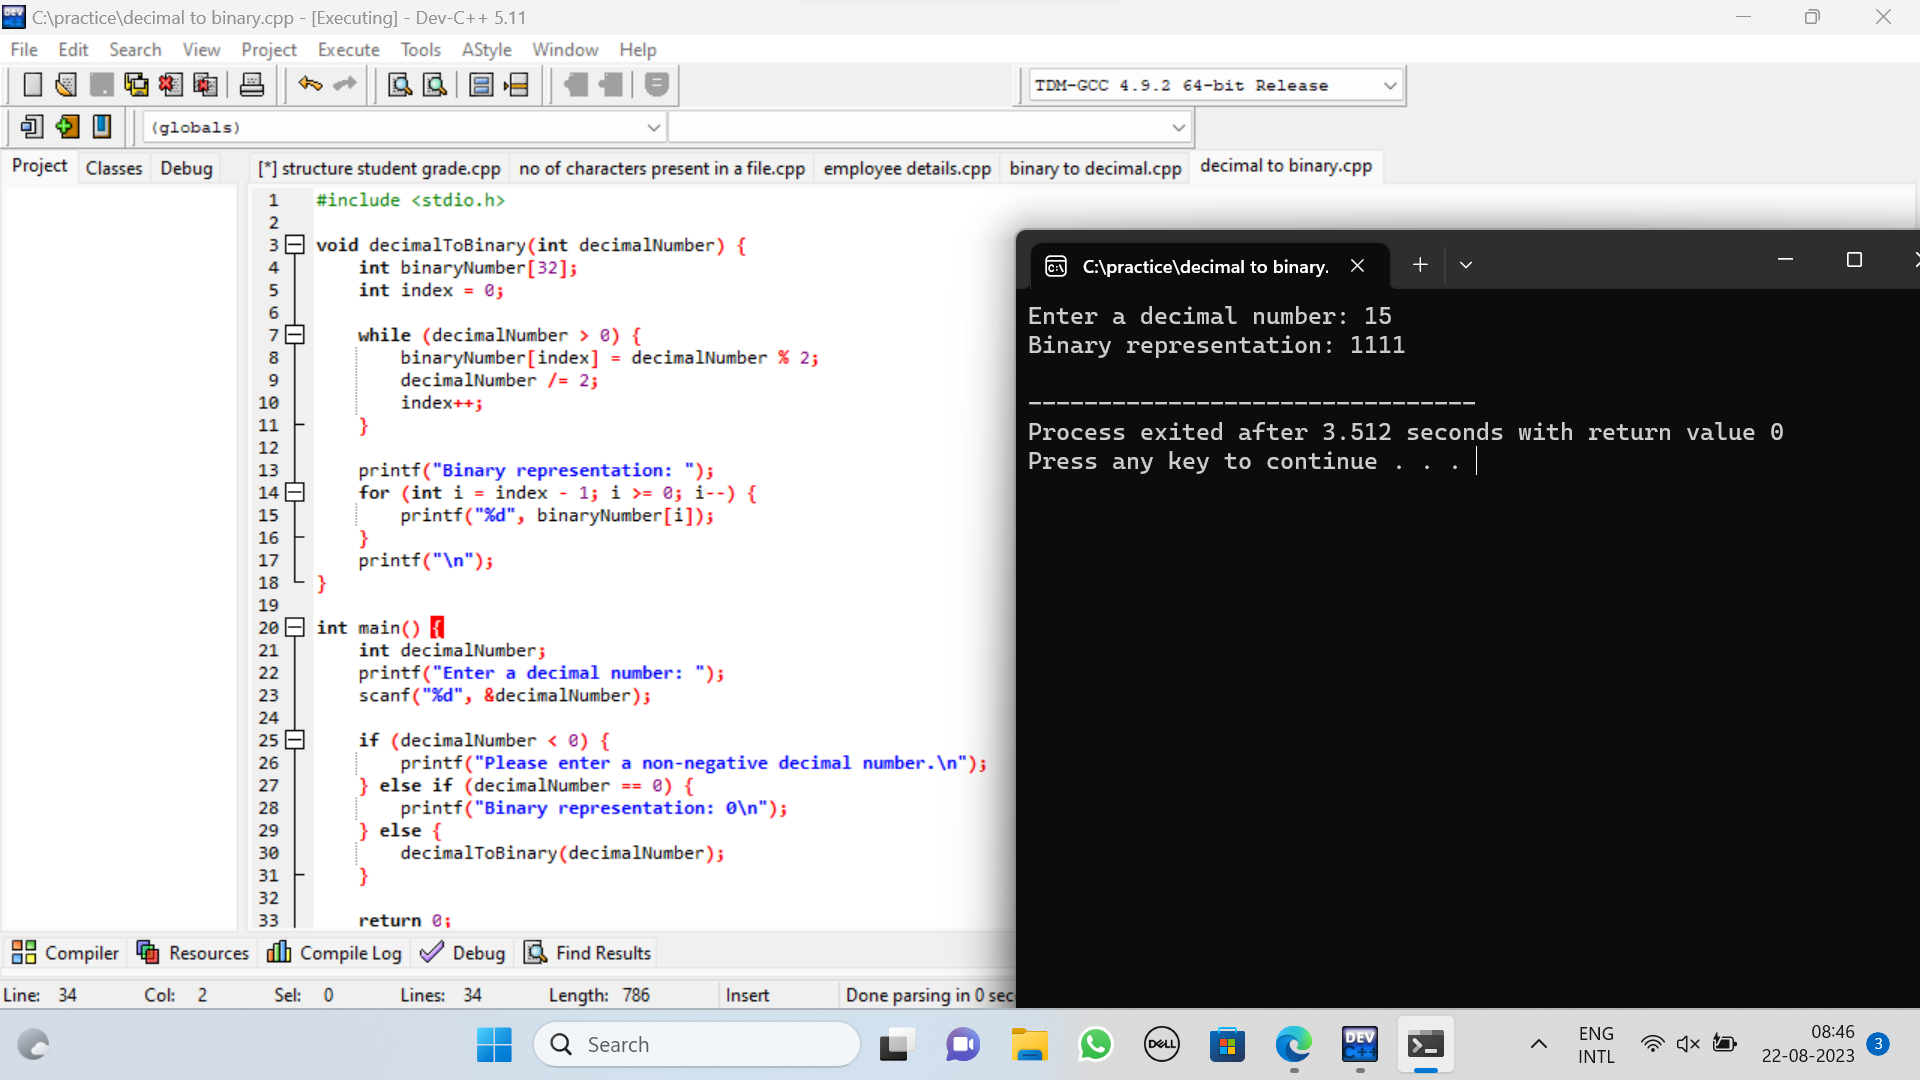 C:\practice\decimal to binary.cpp - [Executing] - Dev-C++ 5.11
File Edit Search View Project Execute Tools AStyle Window Help
TDM-GCC 4.9.2 64-bit Release
(globals)
Project Classes Debug
[*] structure student grade.cpp no of characters present in a file.cpp employee details.cpp binary to decimal.cpp decimal to binary.cpp
1 #include <stdio.h>
2
3 void decimalToBinary(int decimalNumber) {
4 int binaryNumber[32];
5 int index = 0;
6
7 while (decimalNumber > 0) {
8 binaryNumber[index] = decimalNumber % 2;
9 decimalNumber /= 2;
10 index++;
11 }
12
13 printf("Binary representation: ");
14 for (int i = index - 1; i >= 0; i--) {
15 printf("%d", binaryNumber[i]);
16 }
17 printf("\n");
18 }
19
20 int main() {
21 int decimalNumber;
22 printf("Enter a decimal number: ");
23 scanf("%d", &decimalNumber);
24
25 if (decimalNumber < 0) {
26 printf("Please enter a non-negative decimal number.\n");
27 } else if (decimalNumber == 0) {
28 printf("Binary representation: 0\n");
29 } else {
30 decimalToBinary(decimalNumber);
31 }
32
33 return 0;
C:\practice\decimal to binary.
Enter a decimal number: 15
Binary representation: 1111
--------------------------------
Process exited after 3.512 seconds with return value 0
Press any key to continue . . .
Compiler Resources Compile Log Debug Find Results
Line: 34 Col: 2 Sel: 0 Lines: 34 Length: 786 Insert Done parsing in 0 sec
Search
DELL
DEV C++
ENG
INTL
08:46
22-08-2023
3